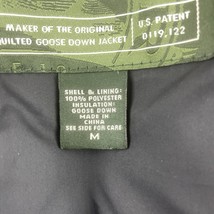 MAKER OF THE ORIGINAL
QUILTED GOOSE DOWN JACKET
U.S. PATENT
0119,122
SHELL & LINING:
100% POLYESTER
INSULATION:
GOOSE DOWN
MADE IN
CHINA
SEE SIDE FOR CARE
M